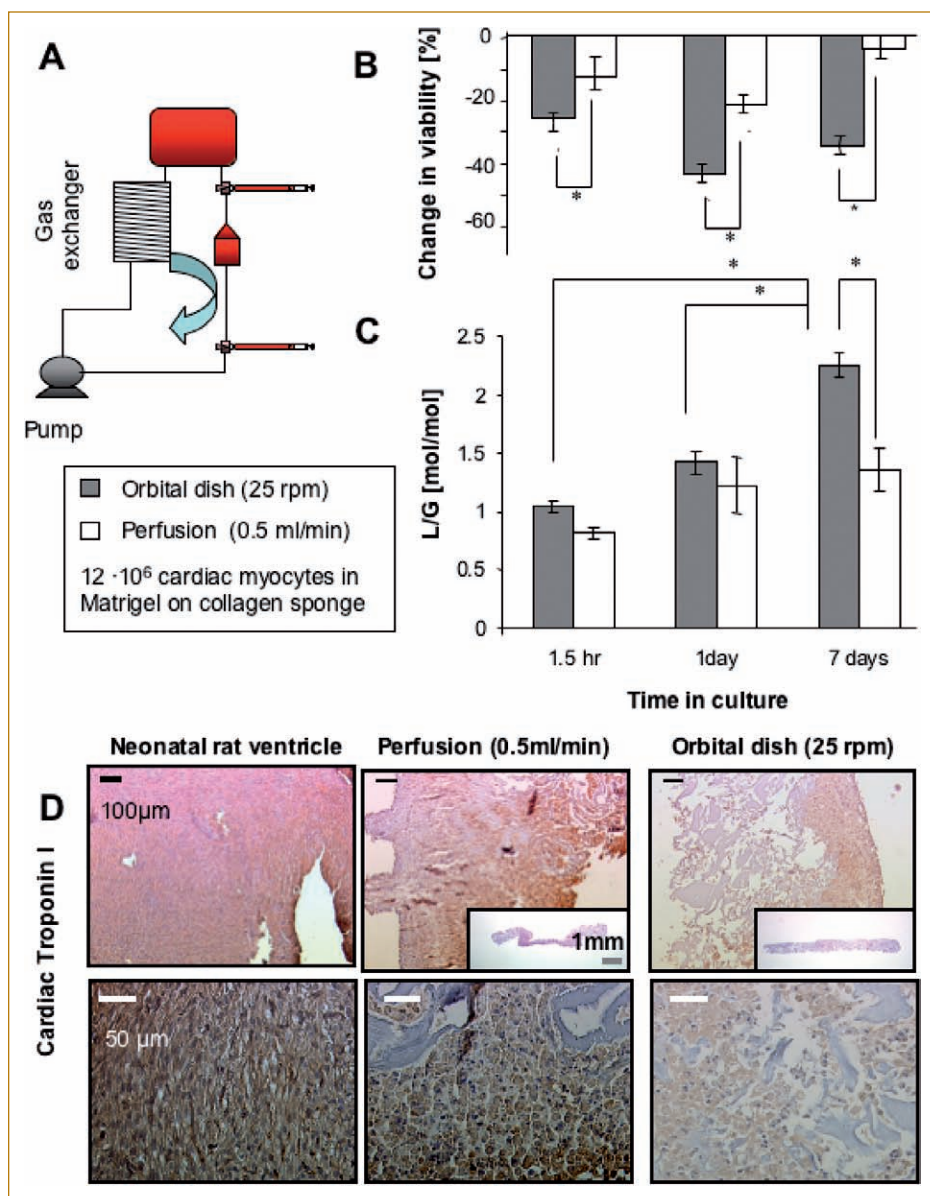 A
Gas
exchanger
Pump
Orbital dish (25 rpm)
Perfusion (0.5 ml/min)
12 ·10⁶ cardiac myocytes in
Matrigel on collagen sponge
B
Change in viability [%]
0
-20
-40
-60
*
*
*
C
*
*
*
L/G [mol/mol]
2.5
2
1.5
1
0.5
0
1.5 hr
1day
7 days
Time in culture
D
Cardiac Troponin I
Neonatal rat ventricle
Perfusion (0.5ml/min)
Orbital dish (25 rpm)
100µm
1mm
50 µm